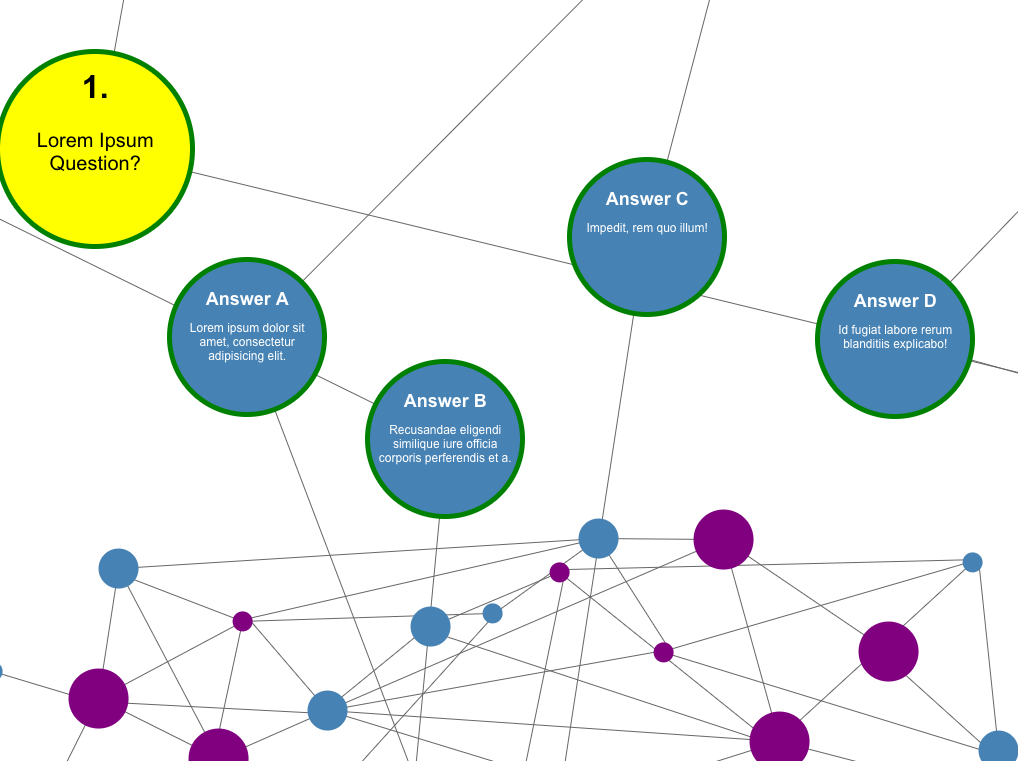 1.
Lorem Ipsum
Question?
Answer A
Lorem ipsum dolor sit
amet, consectetur
adipisicing elit.
Answer B
Recusandae eligendi
similique iure officia
corporis perferendis et a.
Answer C
Impedit, rem quo illum!
Answer D
Id fugiat labore rerum
blanditiis explicabo!